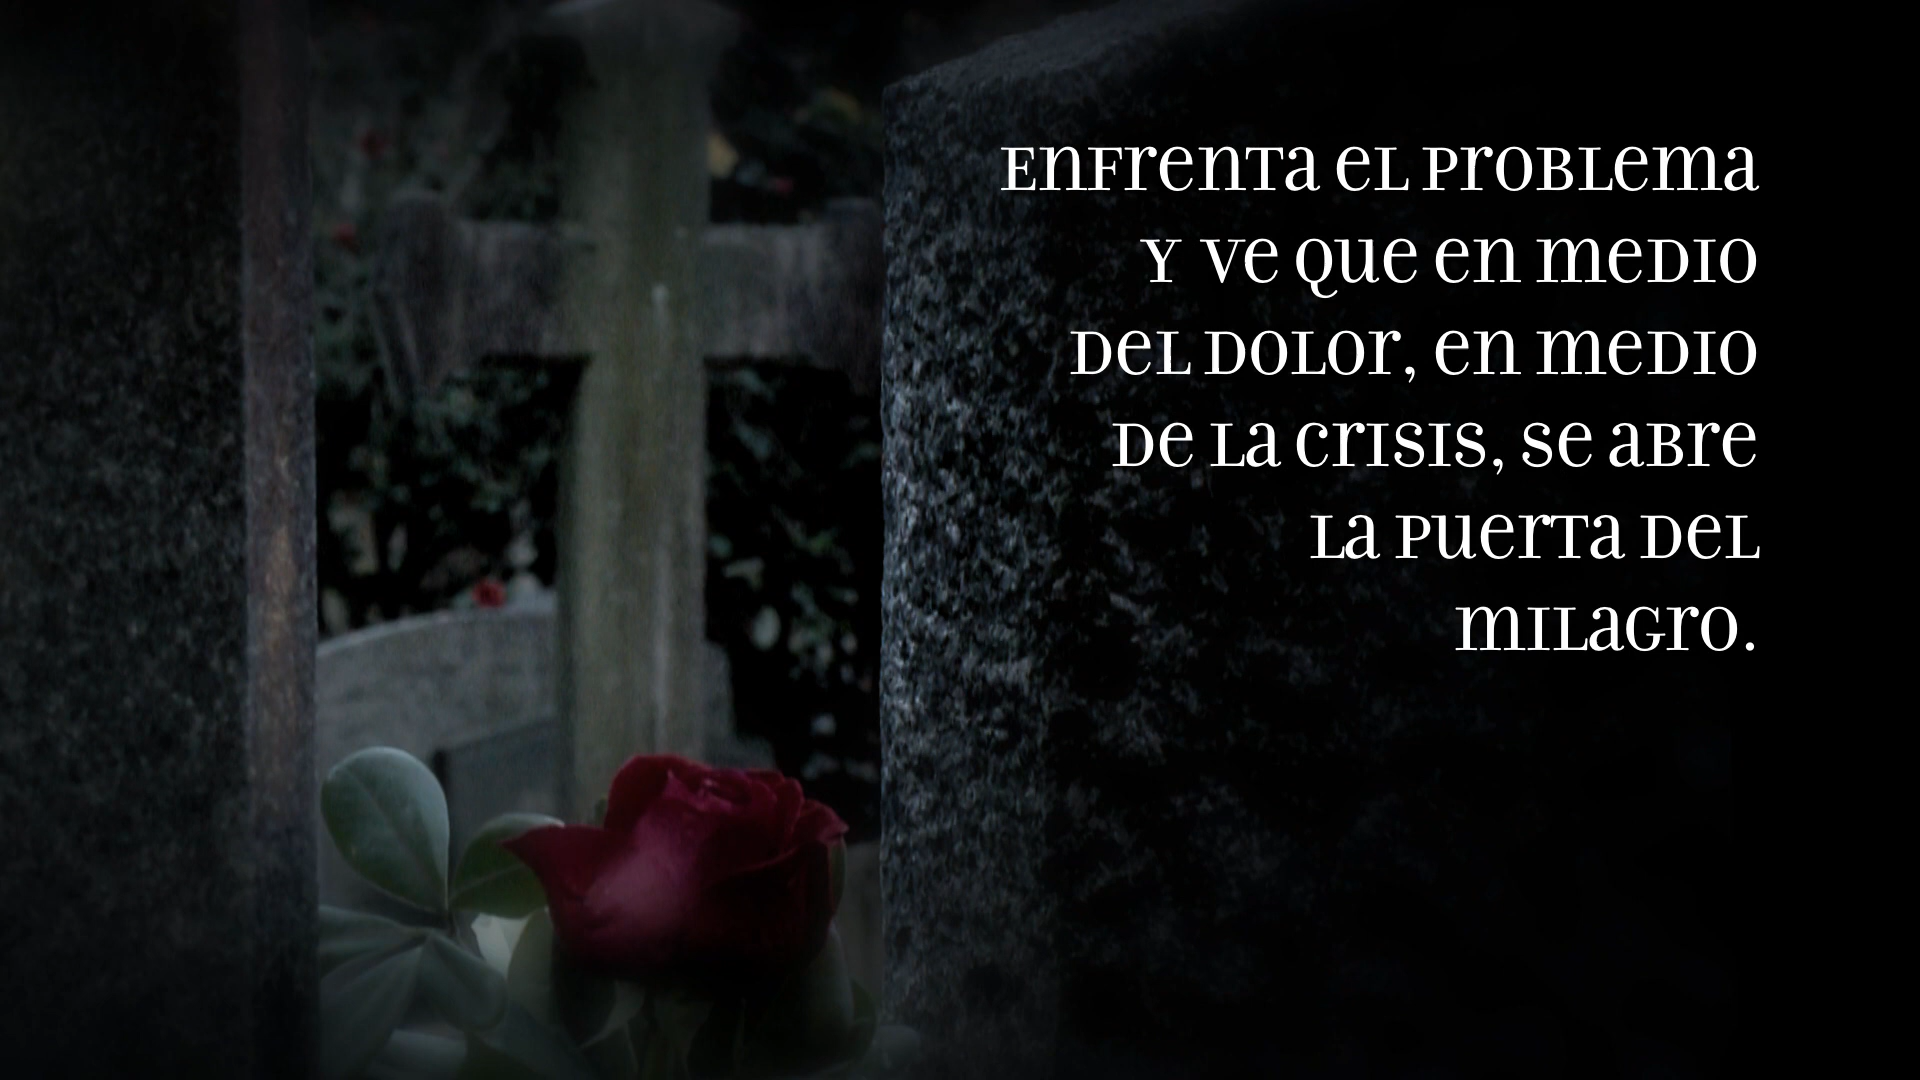 Enfrenta el problema
y ve que en medio
del dolor, en medio
de la crisis, se abre
la puerta del
milagro.